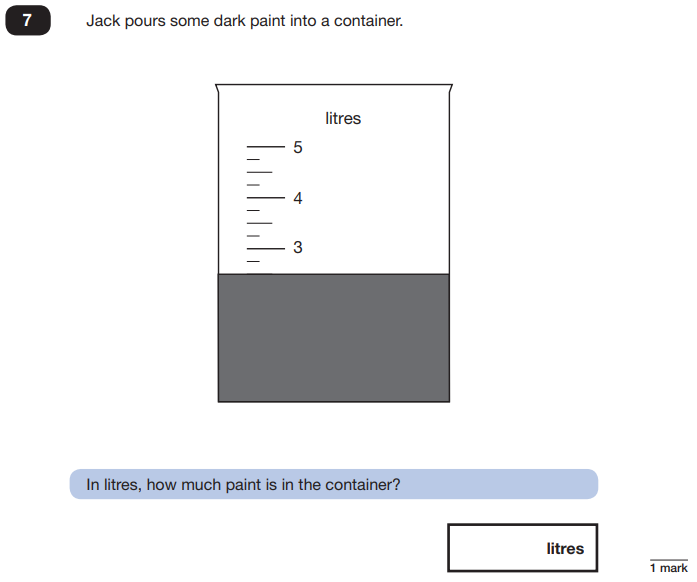 7
Jack pours some dark paint into a container.
litres
5
4
3
In litres, how much paint is in the container?
litres
1 mark